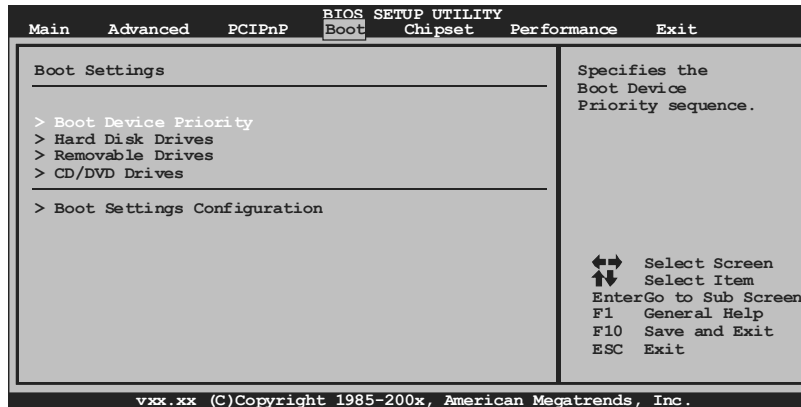 BIOS SETUP UTILITY
Main Advanced PCIPnP Boot Chipset Performance Exit
Boot Settings
> Boot Device Priority
> Hard Disk Drives
> Removable Drives
> CD/DVD Drives
> Boot Settings Configuration
Specifies the
Boot Device
Priority sequence.
Select Screen
Select Item
EnterGo to Sub Screen
F1 General Help
F10 Save and Exit
ESC Exit
vxx.xx (C)Copyright 1985-200x, American Megatrends, Inc.